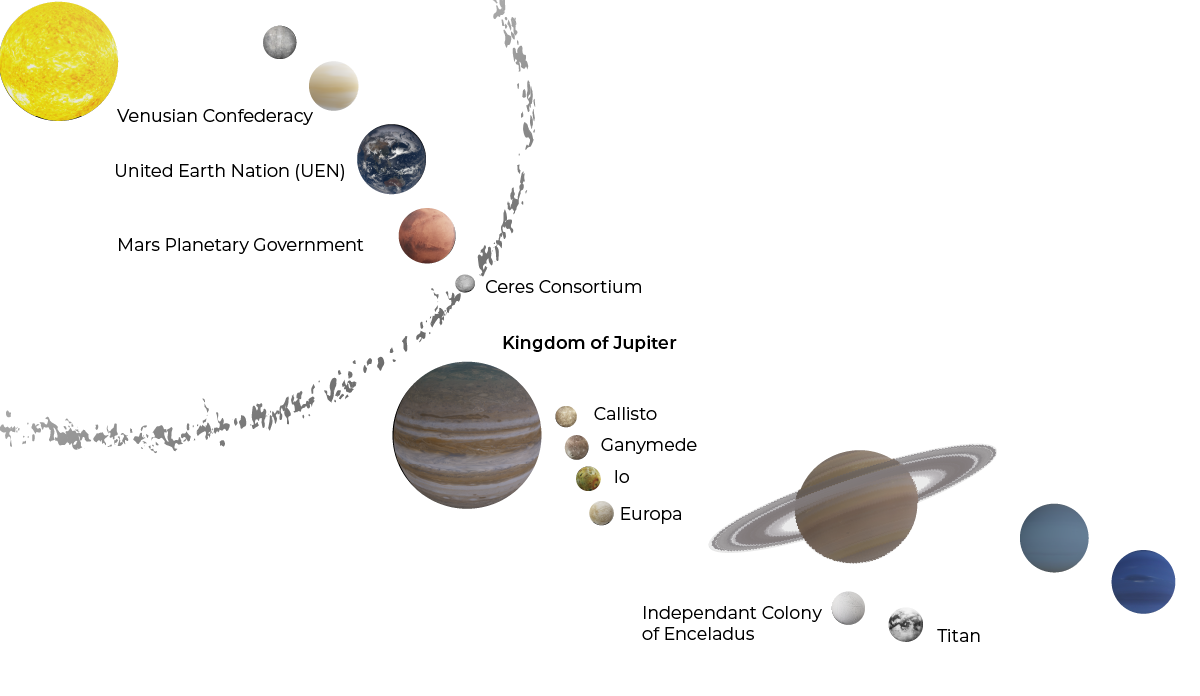 Venusian Confederacy
United Earth Nation (UEN)
Mars Planetary Government
Ceres Consortium
Kingdom of Jupiter
Callisto
Ganymede
Io
Europa
Independant Colony
of Enceladus
Titan